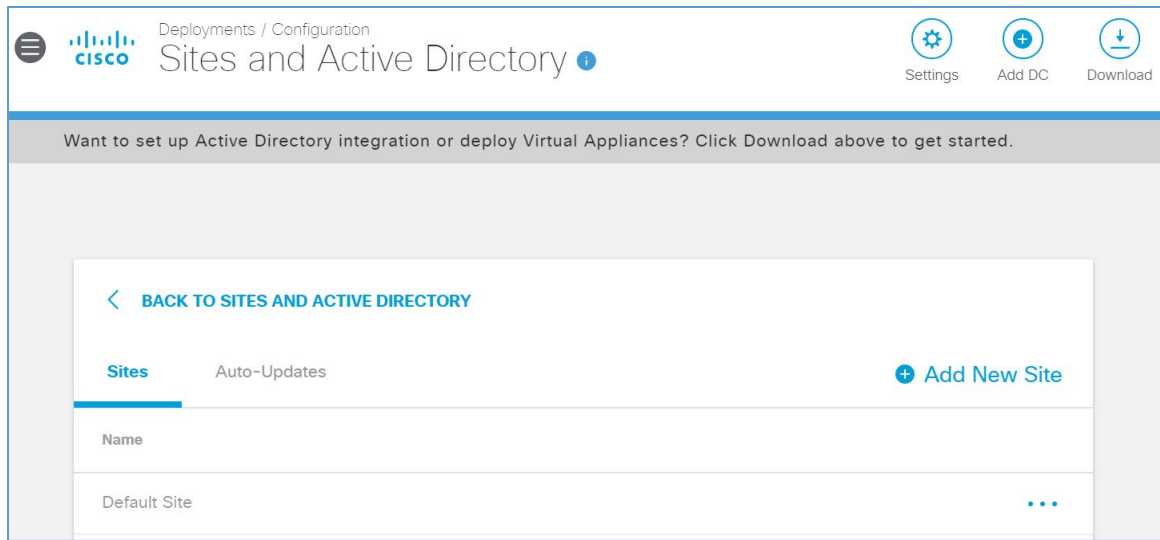 Deployments / Configuration
CISCO
Sites and Active Directory
Settings
Add DC
Download
Want to set up Active Directory integration or deploy Virtual Appliances? Click Download above to get started.
BACK TO SITES AND ACTIVE DIRECTORY
Sites
Auto-Updates
Add New Site
Name
Default Site